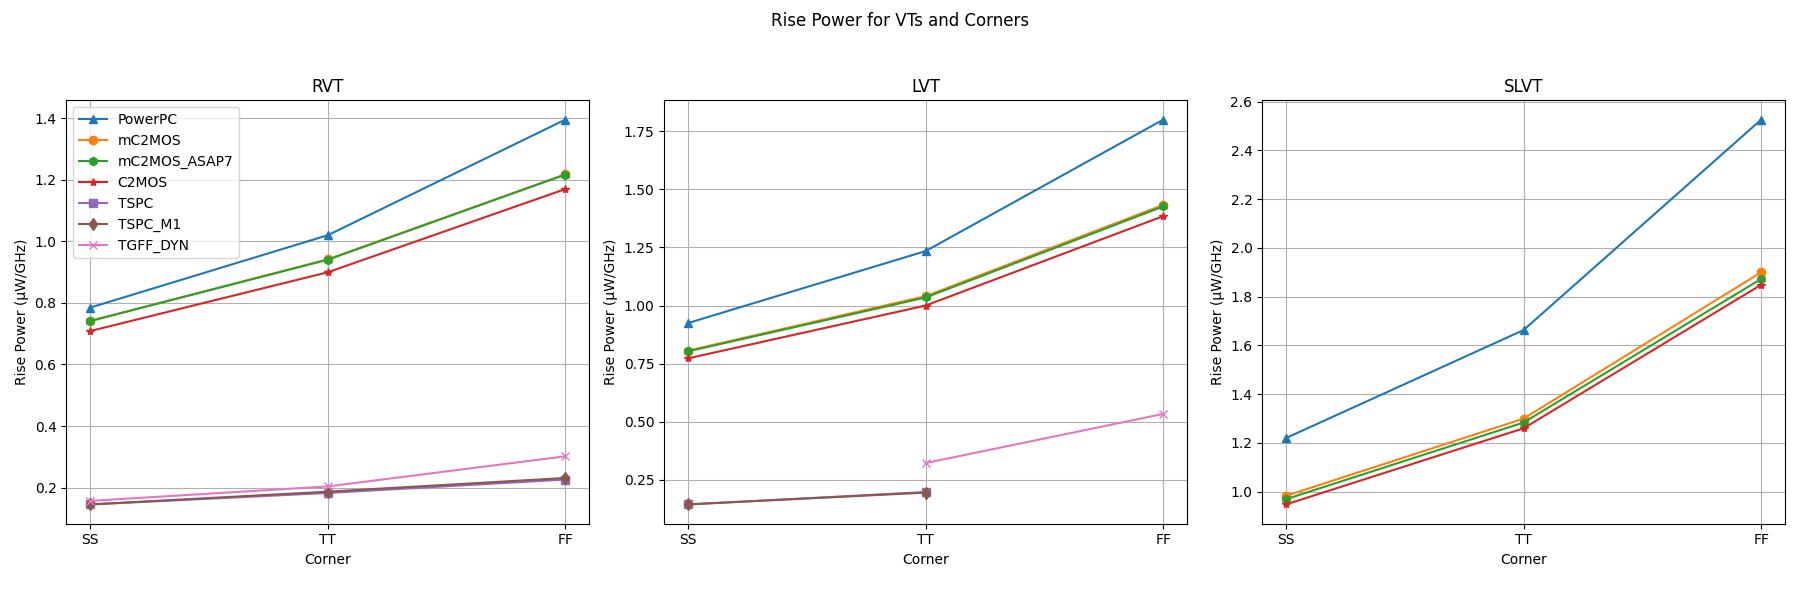 Rise Power for VTs and Corners
RVT
Rise Power (µW/GHz)
1.4
1.2
1.0
0.8
0.6
0.4
0.2
PowerPC
mC2MOS
mC2MOS_ASAP7
C2MOS
TSPC
TSPC_M1
TGFF_DYN
SS TT FF
Corner
LVT
Rise Power (µW/GHz)
1.75
1.50
1.25
1.00
0.75
0.50
0.25
SS TT FF
Corner
SLVT
Rise Power (µW/GHz)
2.6
2.4
2.2
2.0
1.8
1.6
1.4
1.2
1.0
SS TT FF
Corner